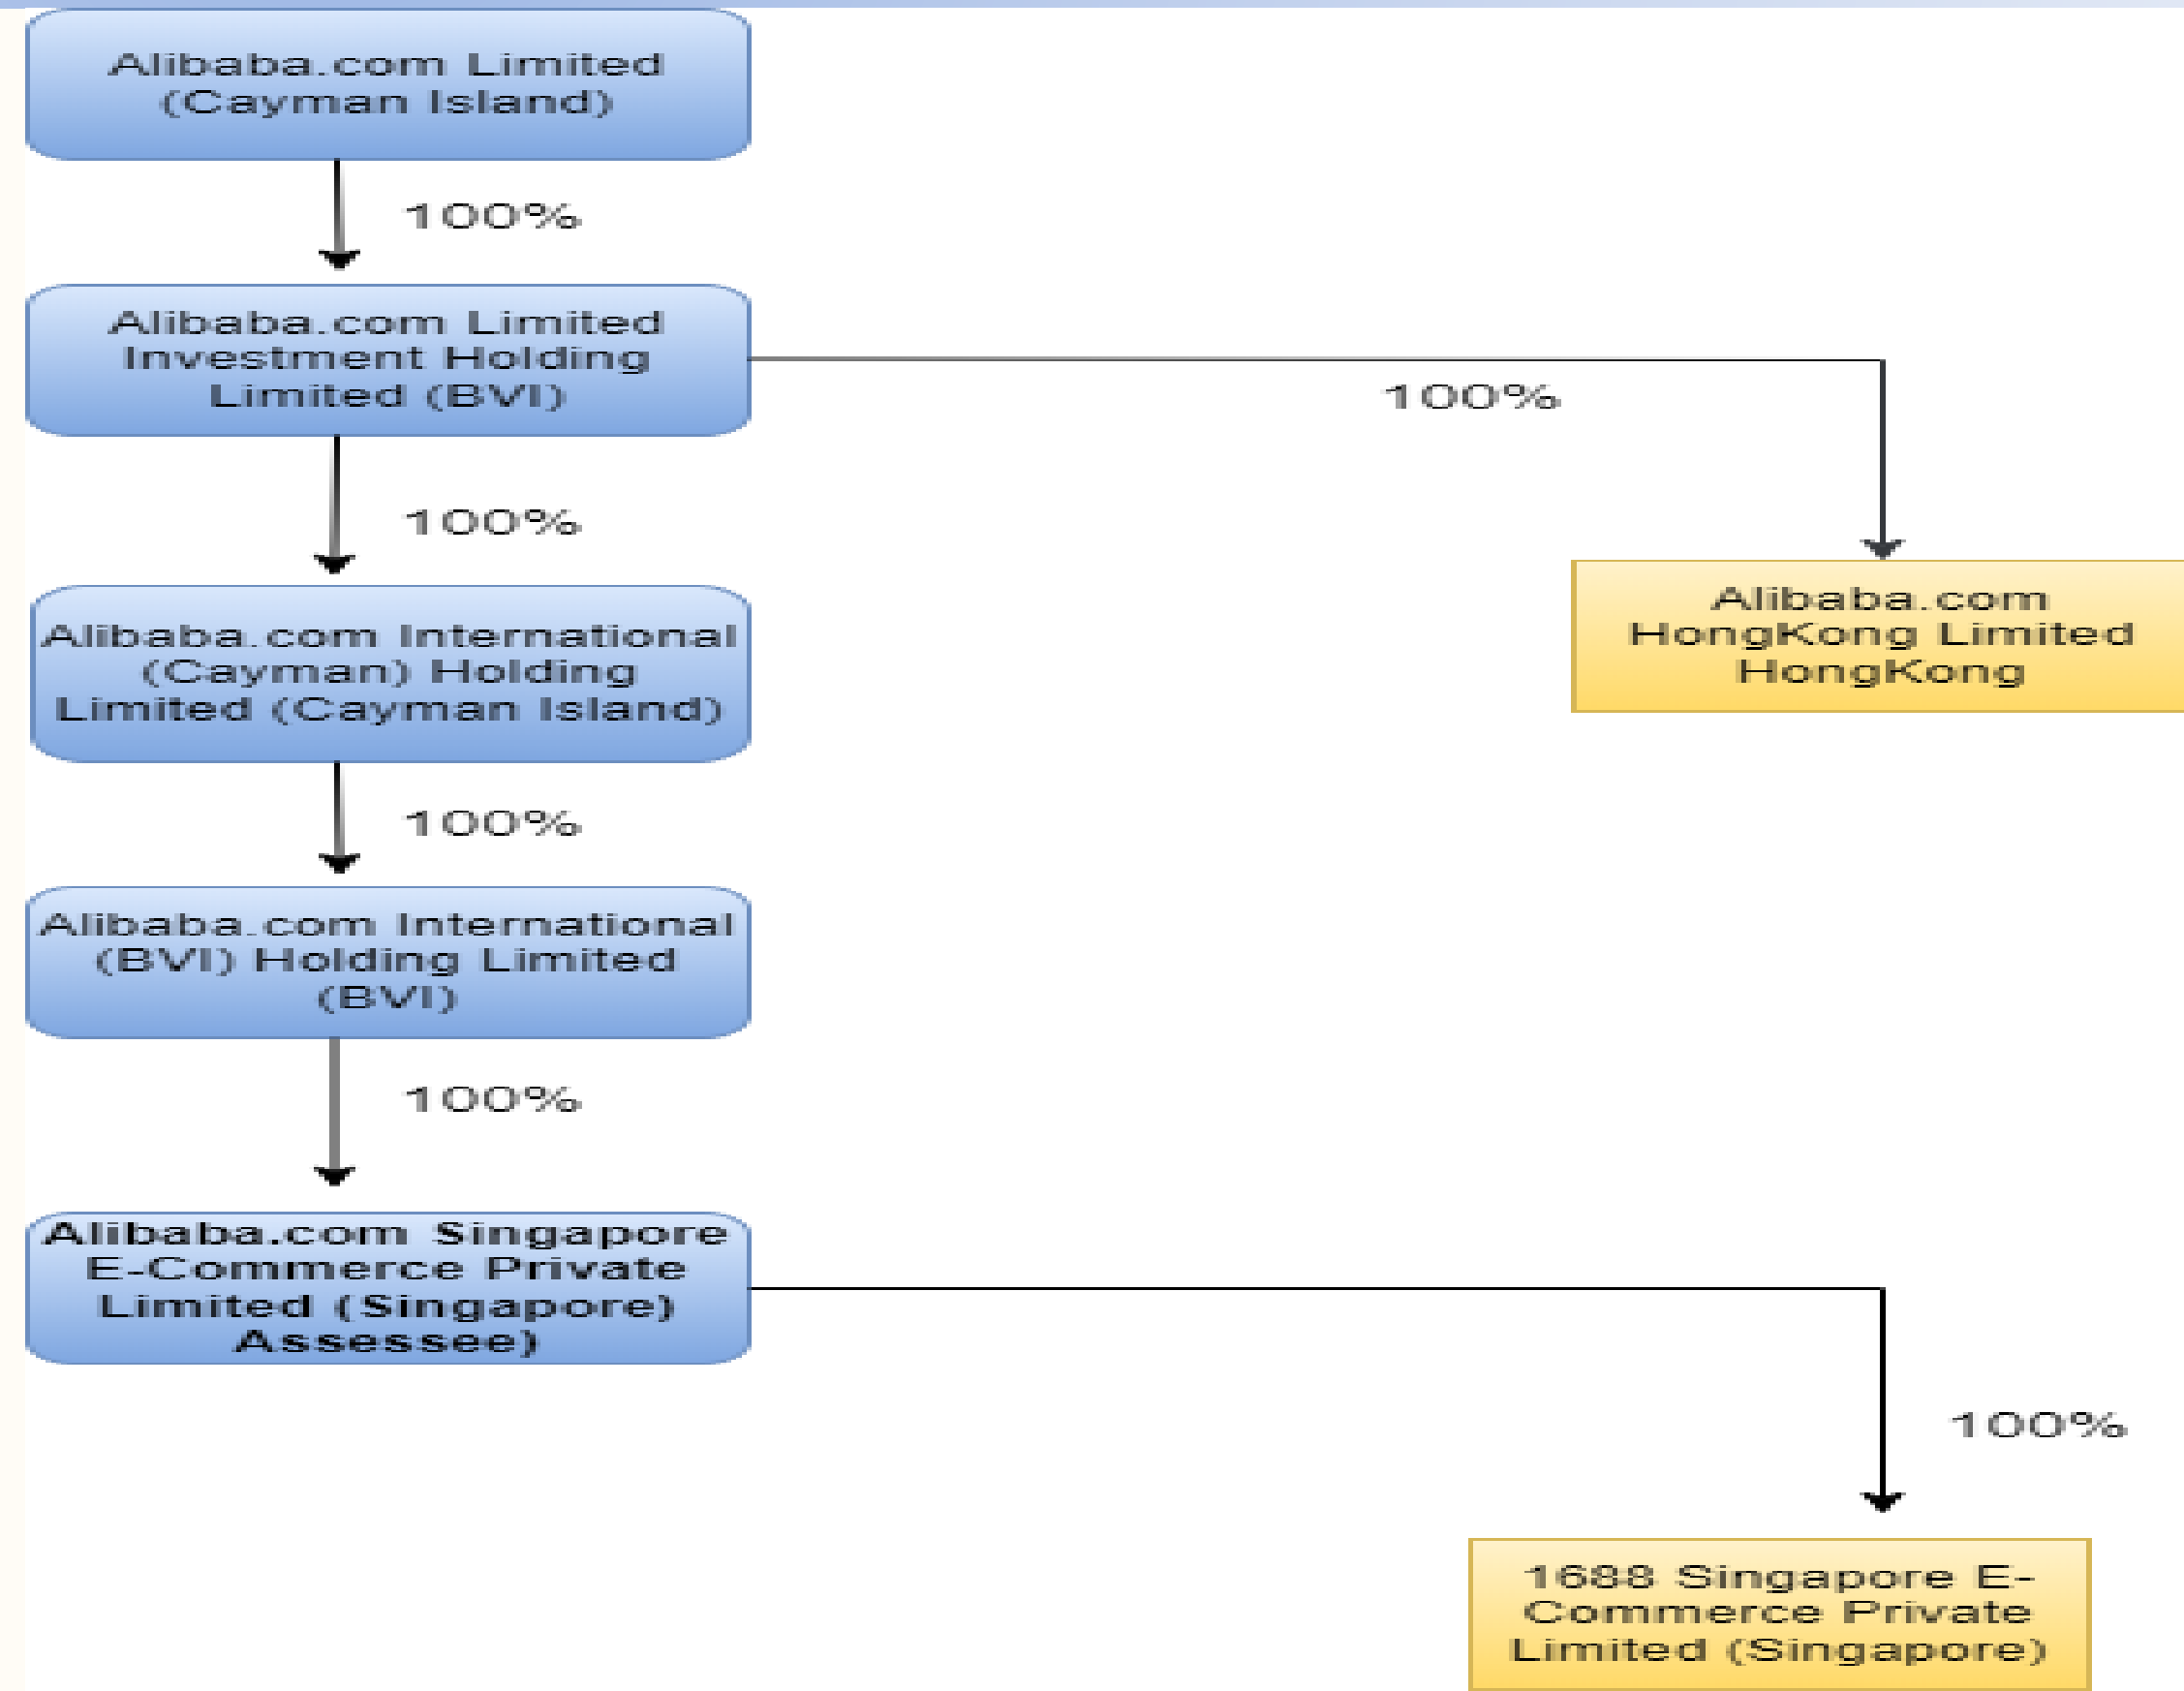 Alibaba.com Limited
(Cayman Island)
100%
Alibaba.com Limited
Investment Holding
Limited (BVI)
100%
100%
Alibaba.com International
(Cayman) Holding
Limited (Cayman Island)
Alibaba.com
HongKong Limited
HongKong
100%
Alibaba.com International
(BVI) Holding Limited
(BVI)
100%
Alibaba.com Singapore
E-Commerce Private
Limited (Singapore)
Assessee)
100%
1688 Singapore E-
Commerce Private
Limited (Singapore)